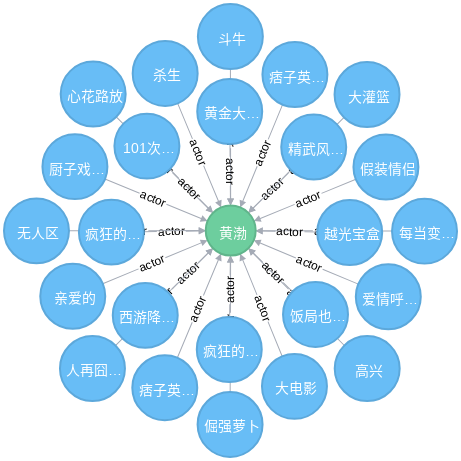 斗牛
杀生
痞子英...
心花路放
黄金大...
大灌篮
101次...
精武风...
厨子戏...
假装情侣
actor
actor
actor
actor
actor
actor
actor
无人区
疯狂的...
actor
黄渤
actor
越光宝盒
每当变...
actor
actor
actor
actor
actor
actor
actor
亲爱的
爱情呼...
西游降...
饭局也...
疯狂的...
人再囧...
高兴
痞子英...
大电影
倔强萝卜